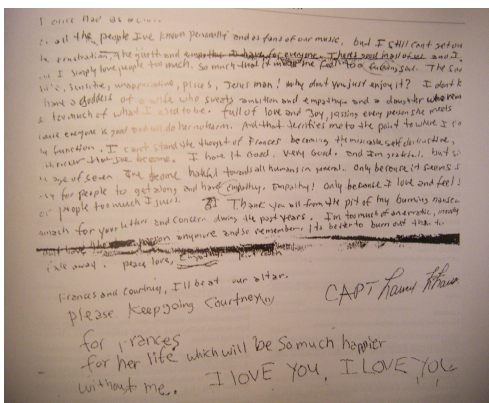 all the people I've known personally and as fans of our music. but I still can't get over
frustration, the guilt and empathy I have for everyone. There's good in all of us and I
I simply love people too much. So much that it makes me feel too fucking sad. The sad
sensitive, unappreciative, pisces, Jesus man! why don't you just enjoy it? I don't k
have a goddess of a wife who sweats ambition and empathy and a daughter who
too much of what I used to be. full of love and Joy, kissing every person she meets
everyone is good and will do her no harm. And that terrifies me to the point to where I ca
function. I can't stand the thought of Frances becoming the miserable self destructive,
I've become. I have it Good. Very Good. and I'm grateful, but si
age of seven I've become hateful towards all humans in general. Only because it seems s
for people to get along and have empathy. Empathy! Only because I love and feel
people too much I guess. Thank you all from the pit of my burning nause
for your letters and concern during the past years. I'm too much of an erratic, moody
person anymore and so remember, Its better to burn out than to
away. peace love, Empathy.
Frances and Courtney, I'll be at our altar.
please Keep going Courtney
for Frances
for her life which will be so much happier
without me. I LOVE YOU. I LOVE YOU